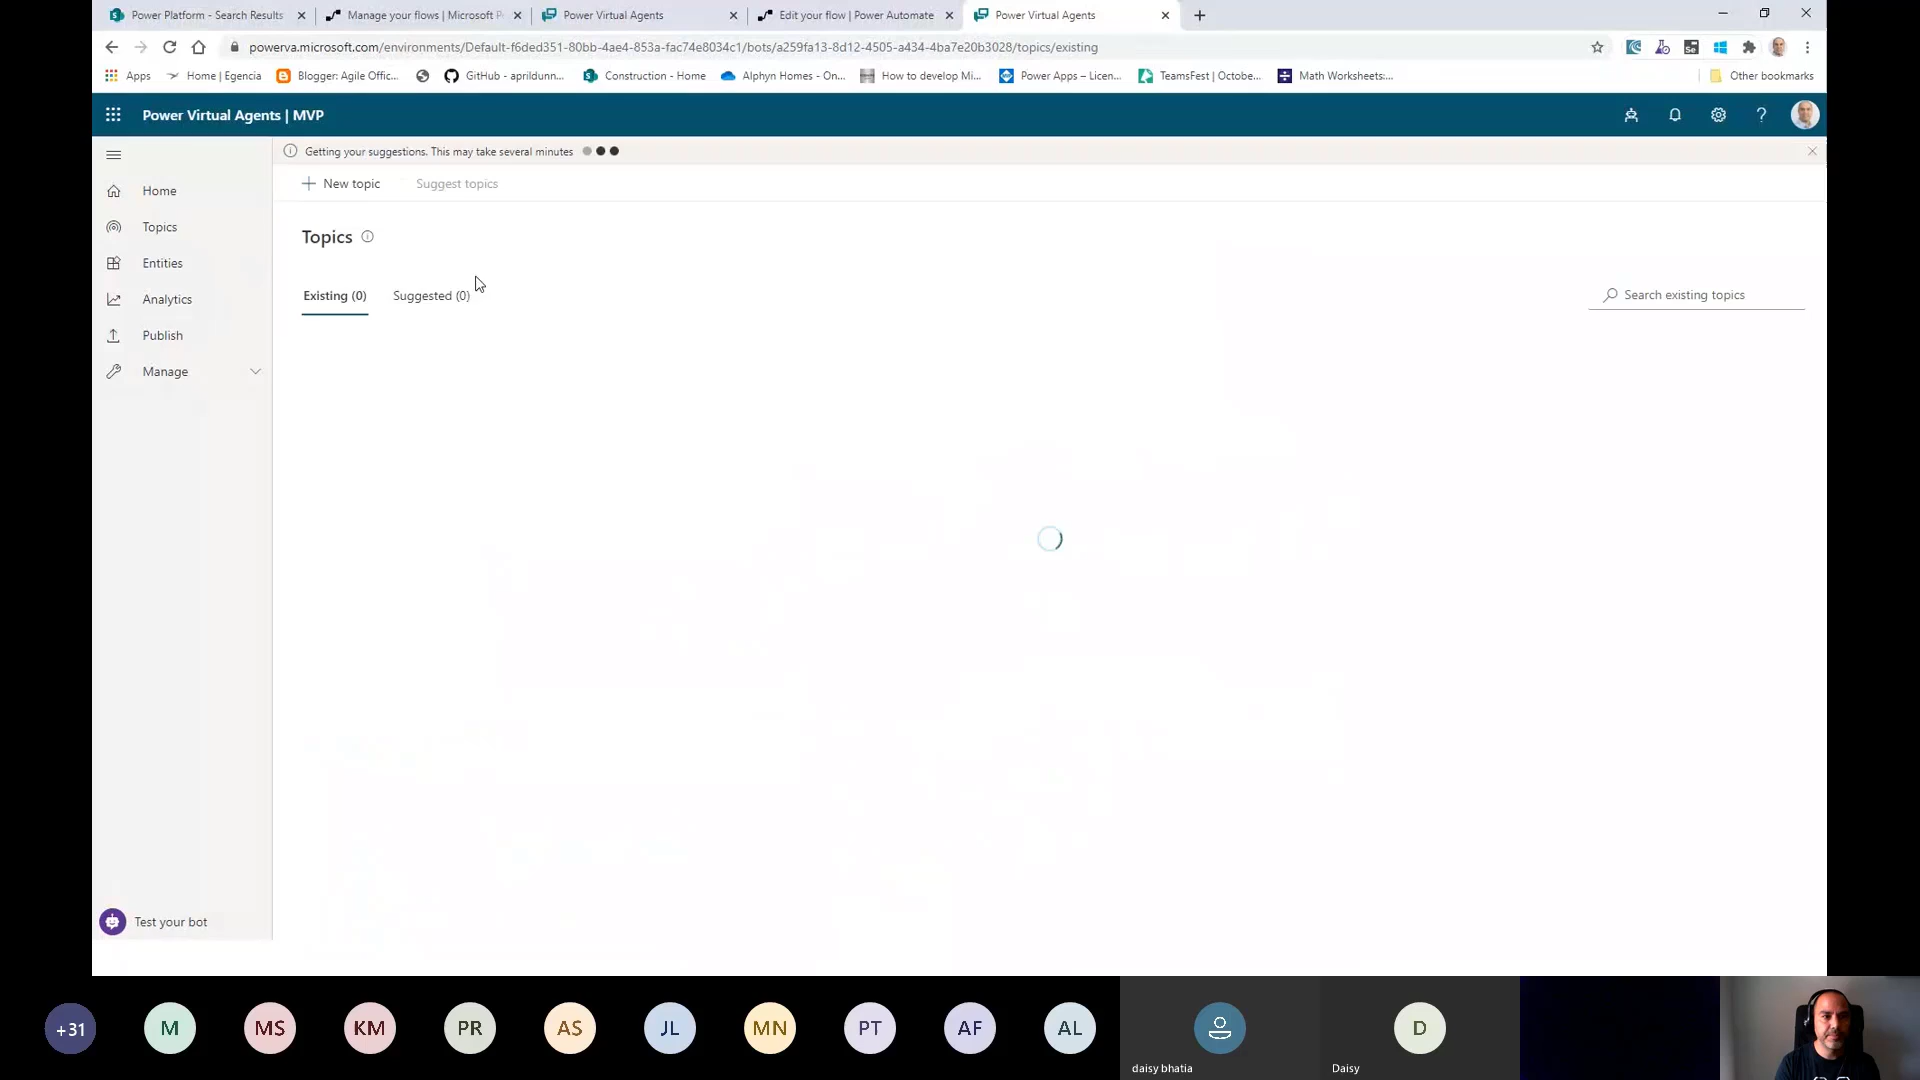 Power Platform - Search Results
Manage your flows | Microsoft P
Power Virtual Agents
Edit your flow | Power Automate
Power Virtual Agents
powerva.microsoft.com/environments/Default-f6ded351-80bb-4ae4-853a-fac74e8034c1/bots/a259fa13-8d12-4505-a434-4ba7e20b3028/topics/existing
Apps
Home | Egencia
Blogger: Agile Offic...
GitHub - aprildunn...
Construction - Home
Alphyn Homes - On...
How to develop Mi...
Power Apps – Licen...
TeamsFest | Octobe...
Math Worksheets:...
Other bookmarks
Power Virtual Agents | MVP
Getting your suggestions. This may take several minutes
New topic
Suggest topics
Home
Topics
Entities
Analytics
Publish
Manage
Topics
Existing (0)
Suggested (0)
Search existing topics
Test your bot
+31
M
MS
KM
PR
AS
JL
MN
PT
AF
AL
daisy bhatia
D
Daisy